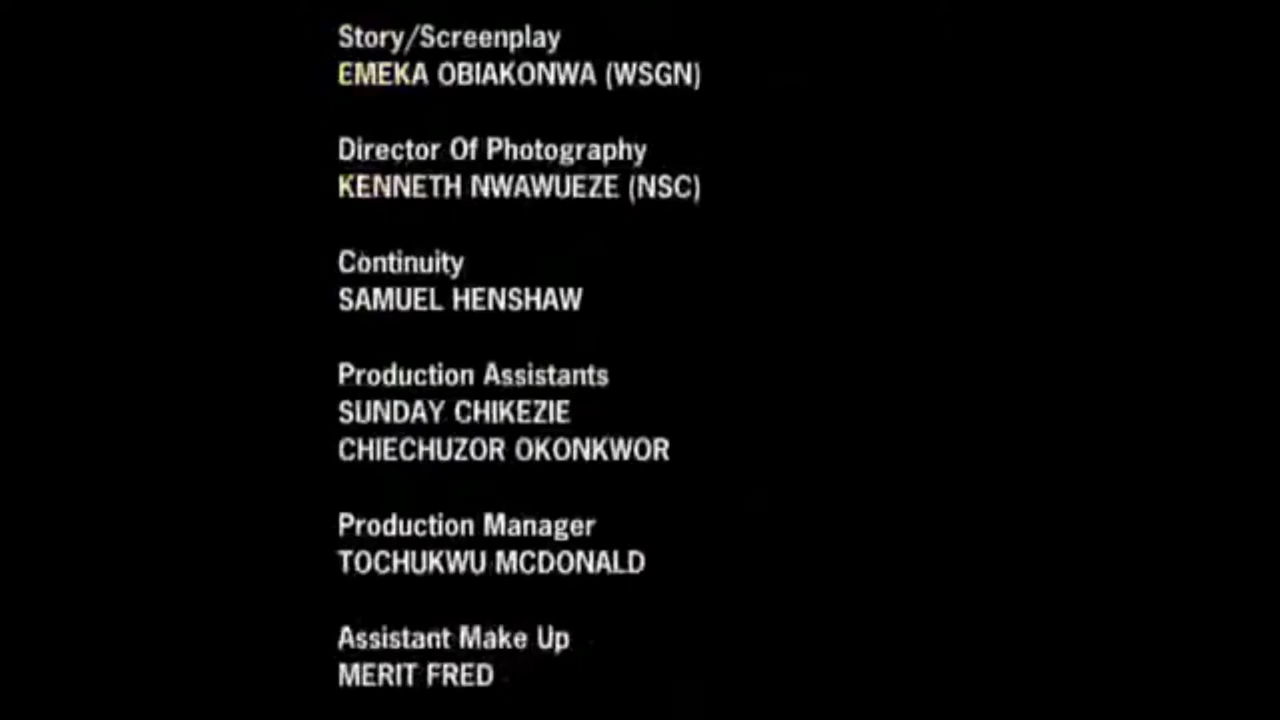 Story/Screenplay
EMEKA OBIAKONWA (WSGN)
Director Of Photography
KENNETH NWAWUEZE (NSC)
Continuity
SAMUEL HENSHAW
Production Assistants
SUNDAY CHIKEZIE
CHIECHUZOR OKONKWOR
Production Manager
TOCHUKWU MCDONALD
Assistant Make Up
MERIT FRED